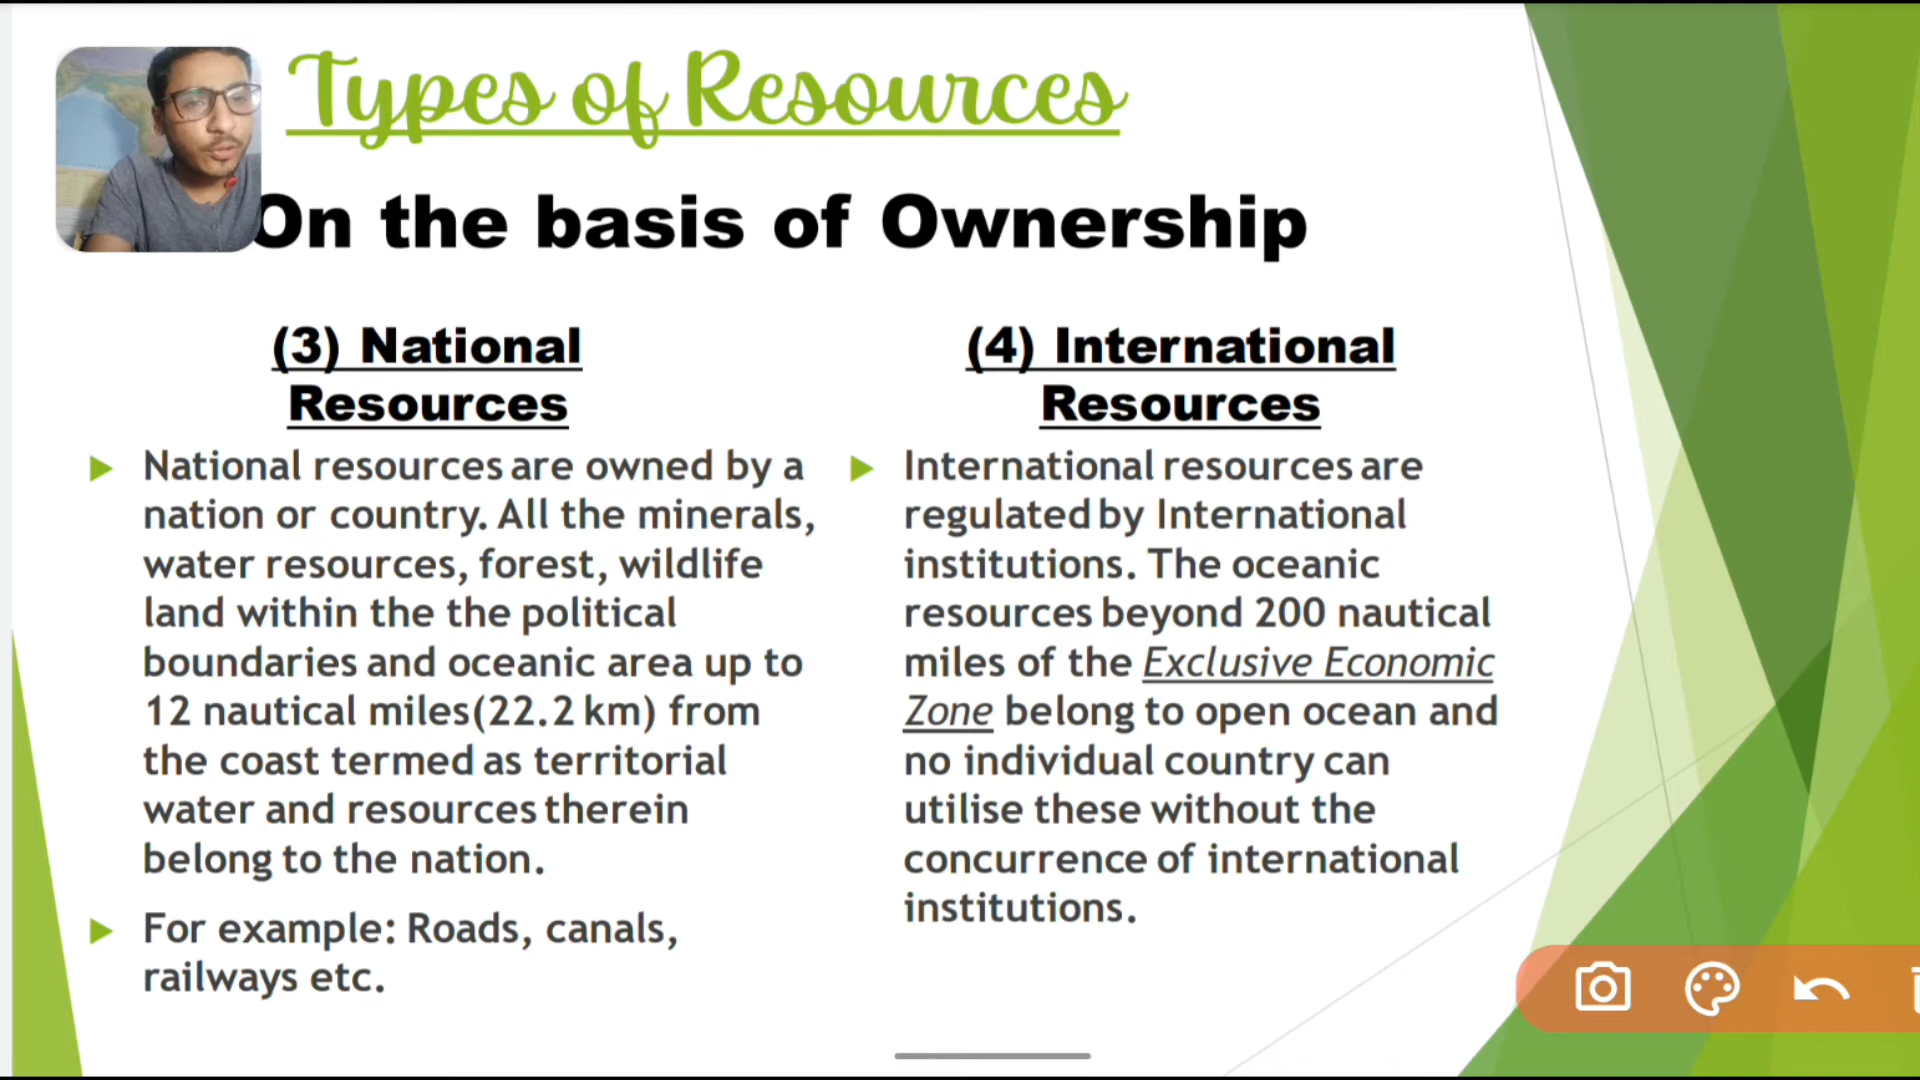 Types of Resources
On the basis of Ownership
(3) National
Resources
National resources are owned by a
nation or country. All the minerals,
water resources, forest, wildlife
land within the the political
boundaries and oceanic area up to
12 nautical miles(22.2 km) from
the coast termed as territorial
water and resources therein
belong to the nation.
For example: Roads, canals,
railways etc.
(4) International
Resources
International resources are
regulated by International
institutions. The oceanic
resources beyond 200 nautical
miles of the Exclusive Economic
Zone belong to open ocean and
no individual country can
utilise these without the
concurrence of international
institutions.